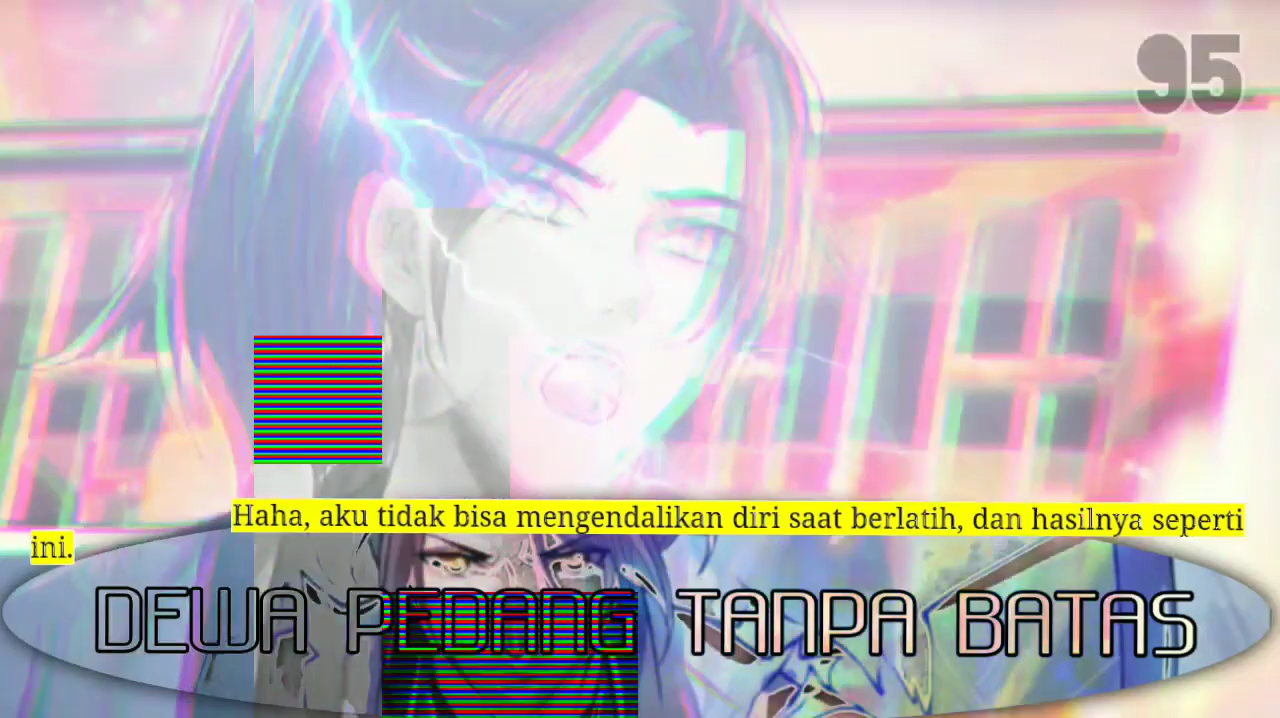 95
Haha, aku tidak bisa mengendalikan diri saat berlatih, dan hasilnya seperti
ini.
DEWA PEDANG TANPA BATAS